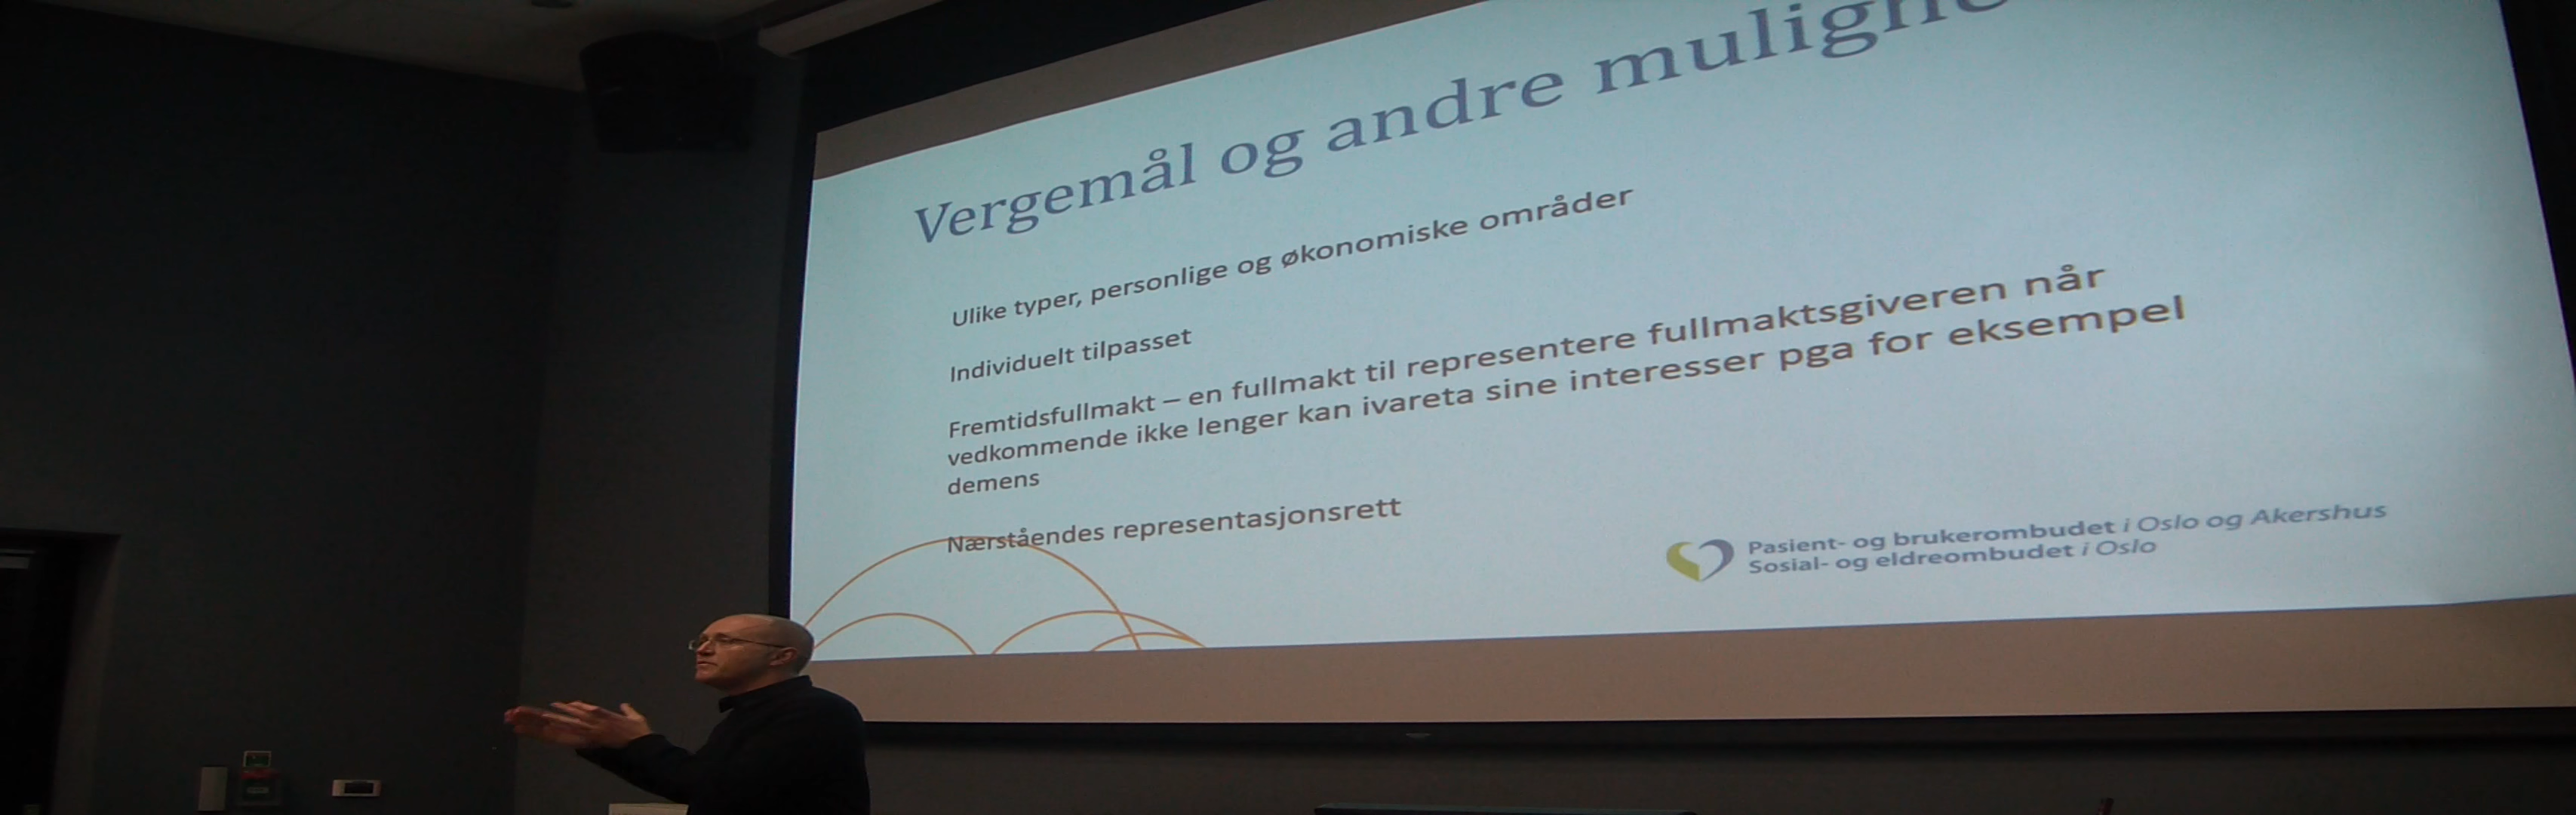 Vergemål og andre
Ulike typer, personlige og økonomiske områder
Individuelt tilpasset
Fremtidsfullmakt – en fullmakt til representere fullmaktsgiveren når
vedkommende ikke lenger kan ivareta sine interesser pga for eksempel
demens
Nærståendes representasjonsrett
Pasient- og brukerombudet i Oslo og Akershus
Sosial- og eldreombudet i Oslo